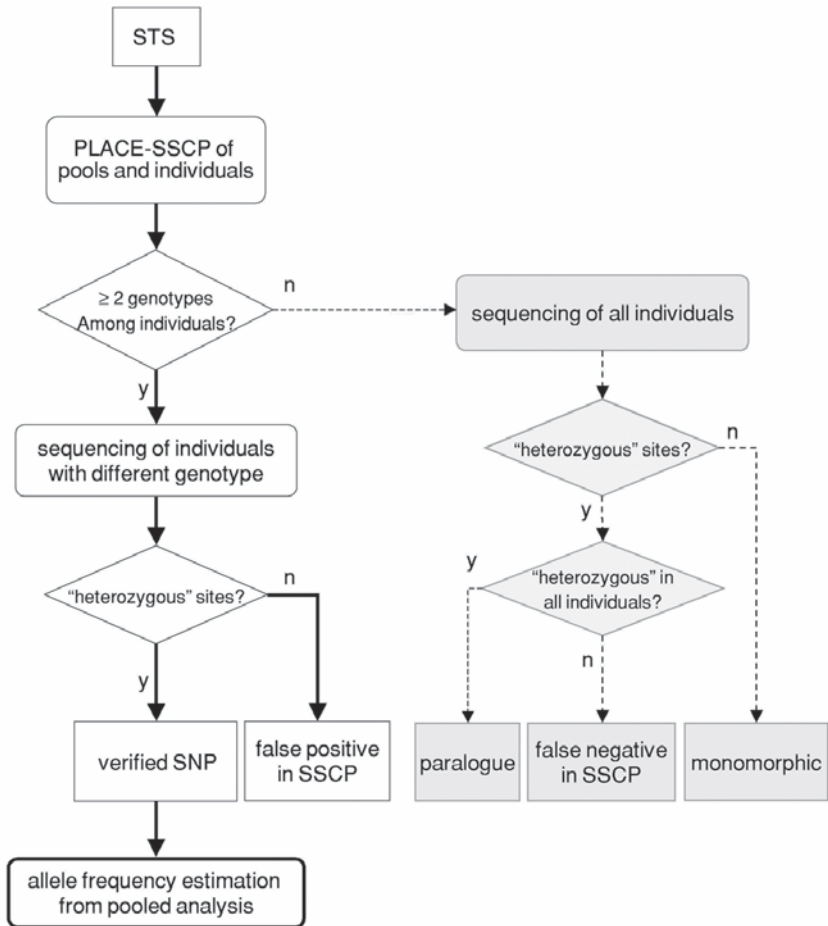 STS
PLACE-SSCP of
pools and individuals
≥ 2 genotypes
Among individuals?
n
y
sequencing of all individuals
sequencing of individuals
with different genotype
“heterozygous” sites?
n
y
“heterozygous” in
all individuals?
y
n
“heterozygous” sites?
n
y
verified SNP
false positive
in SSCP
paralogue
false negative
in SSCP
monomorphic
allele frequency estimation
from pooled analysis